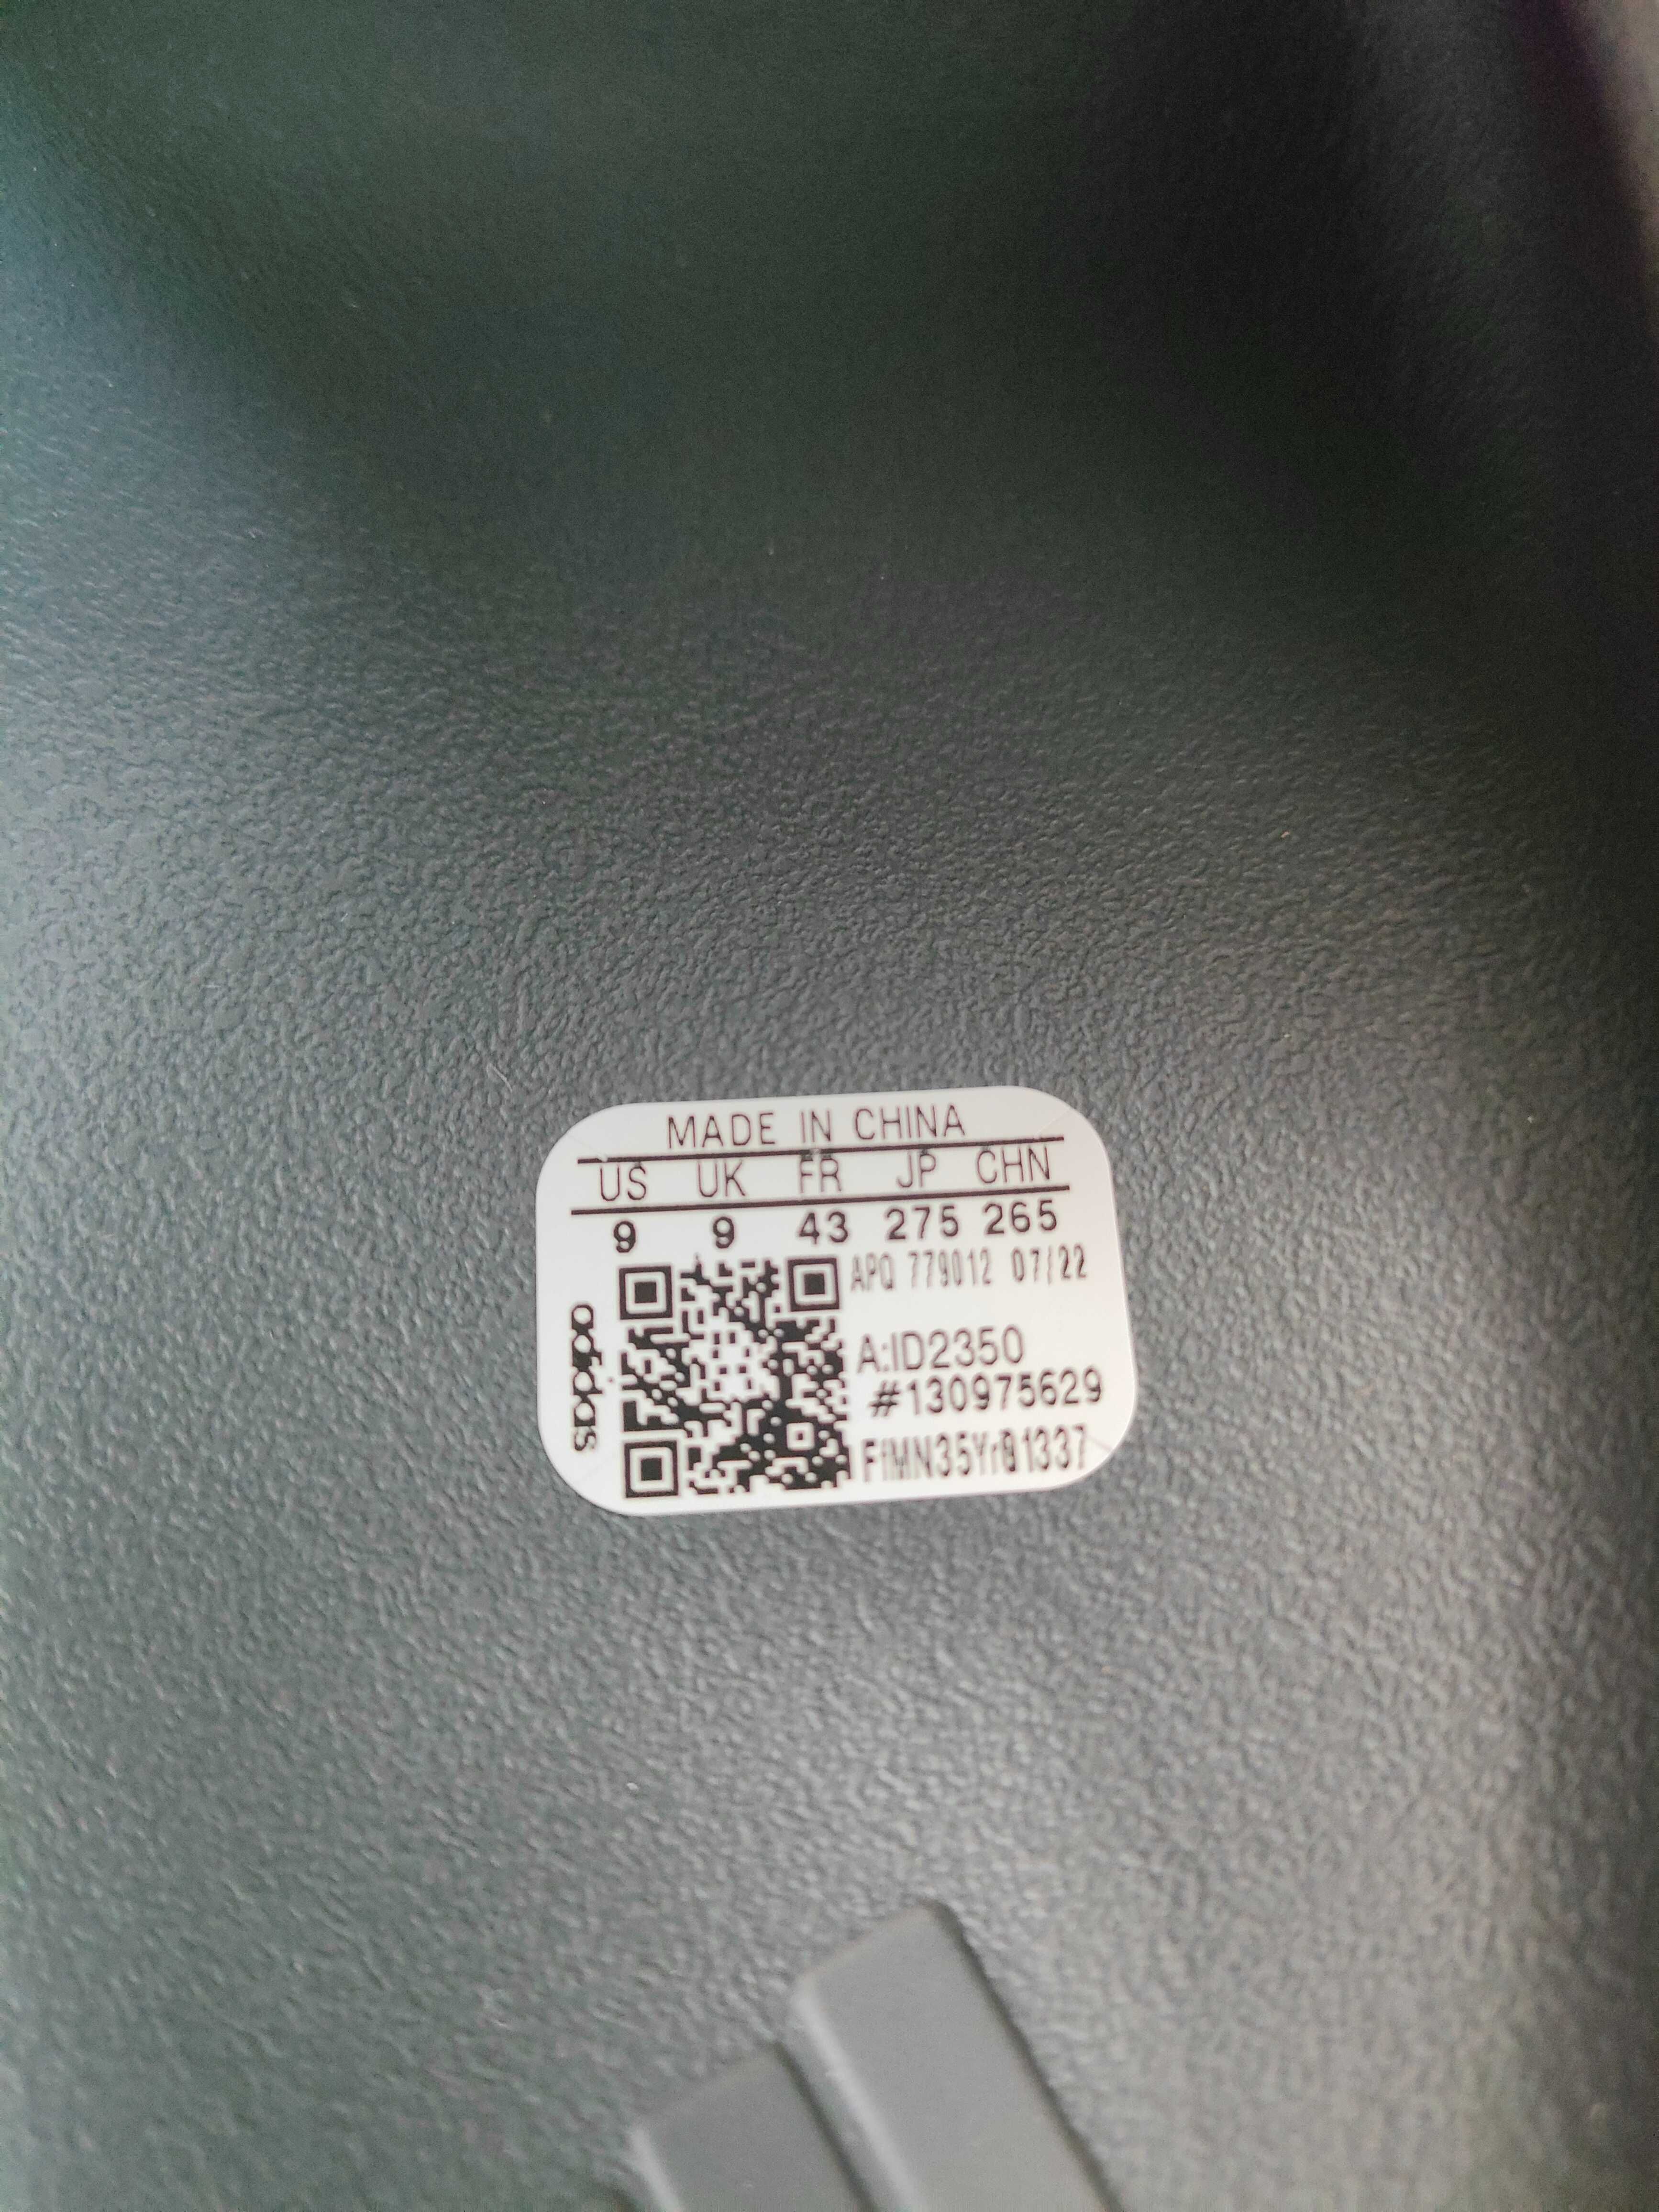 MADE IN CHINA
US UK FR JP CHN
9 9 43 275 265
APQ 779012 07/22
adidas
A:ID2350
#130975629